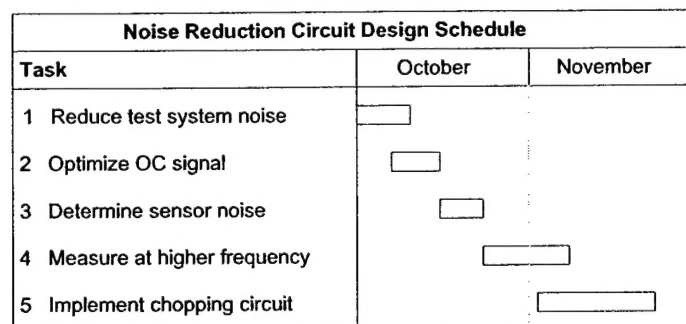 Noise Reduction Circuit Design Schedule
Task October November
1 Reduce test system noise
2 Optimize OC signal
3 Determine sensor noise
4 Measure at higher frequency
5 Implement chopping circuit